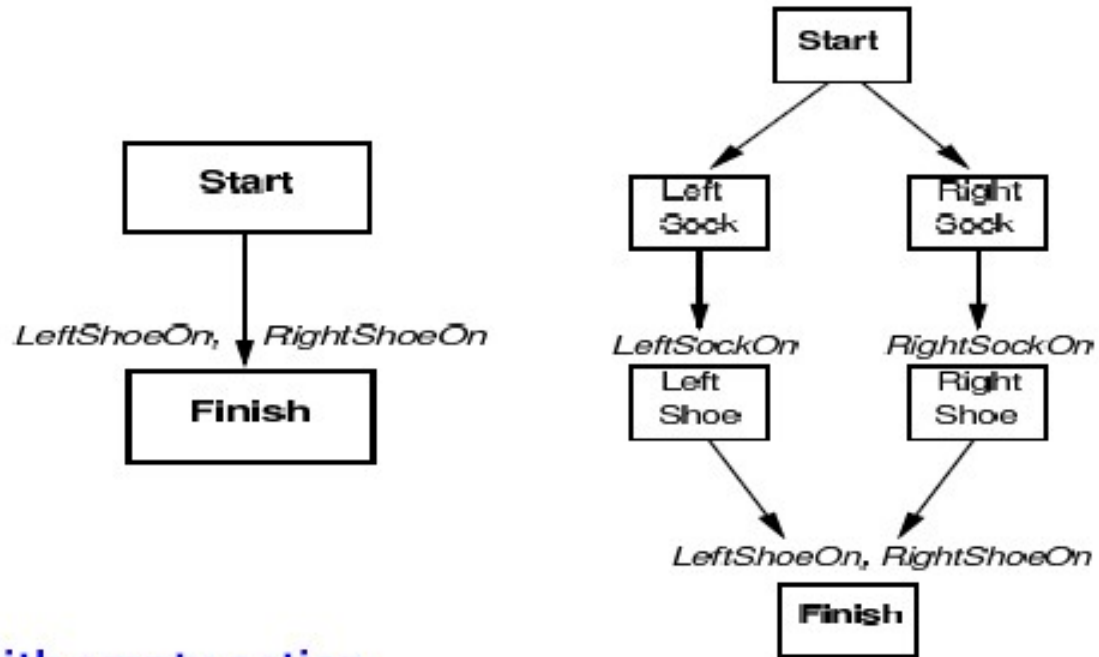 Start
LeftShoeOn, RightShoeOn
Finish
Start
Left
Sock
Right
Sock
LeftSockOn
RightSockOn
Left
Shoe
Right
Shoe
LeftShoeOn, RightShoeOn
Finish